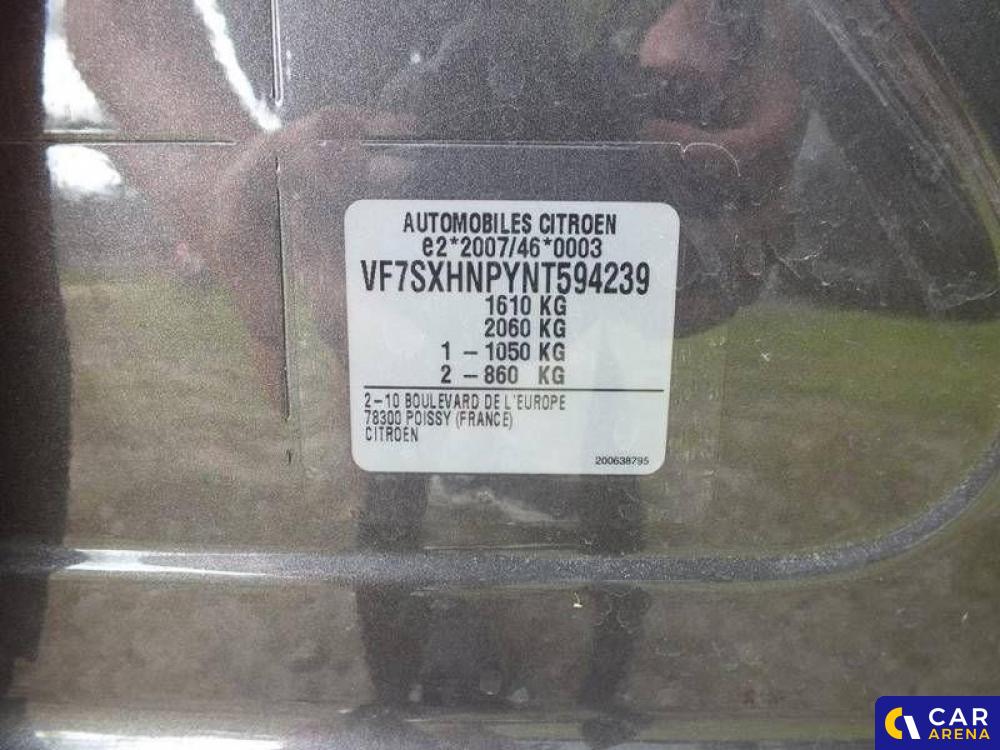 AUTOMOBILES CITROEN
e2*2007/46*0003
VF7SXHNPYNT594239
1610 KG
2060 KG
1 - 1050 KG
2 - 860 KG
2-10 BOULEVARD DE L'EUROPE
78300 POISSY (FRANCE)
CITROEN
200638795
CAR
ARENA